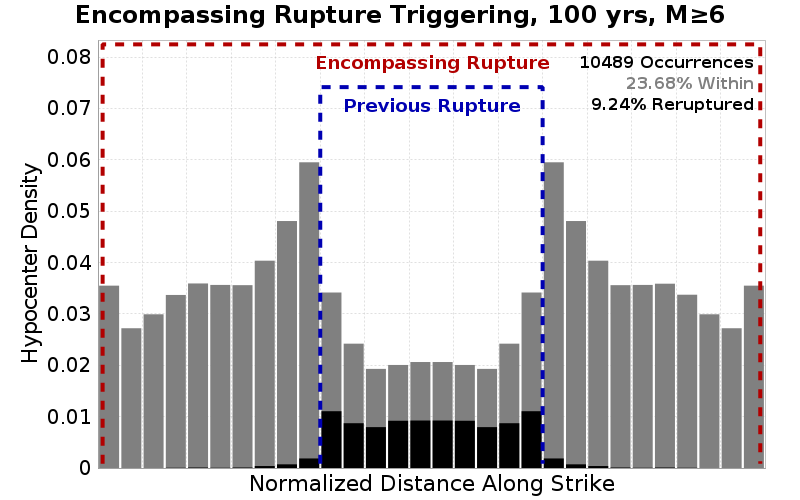 Encompassing Rupture Triggering, 100 yrs, M≥6
Encompassing Rupture
Previous Rupture
10489 Occurrences
23.68% Within
9.24% Reruptured
Hypocenter Density
0.08
0.07
0.06
0.05
0.04
0.03
0.02
0.01
0
Normalized Distance Along Strike